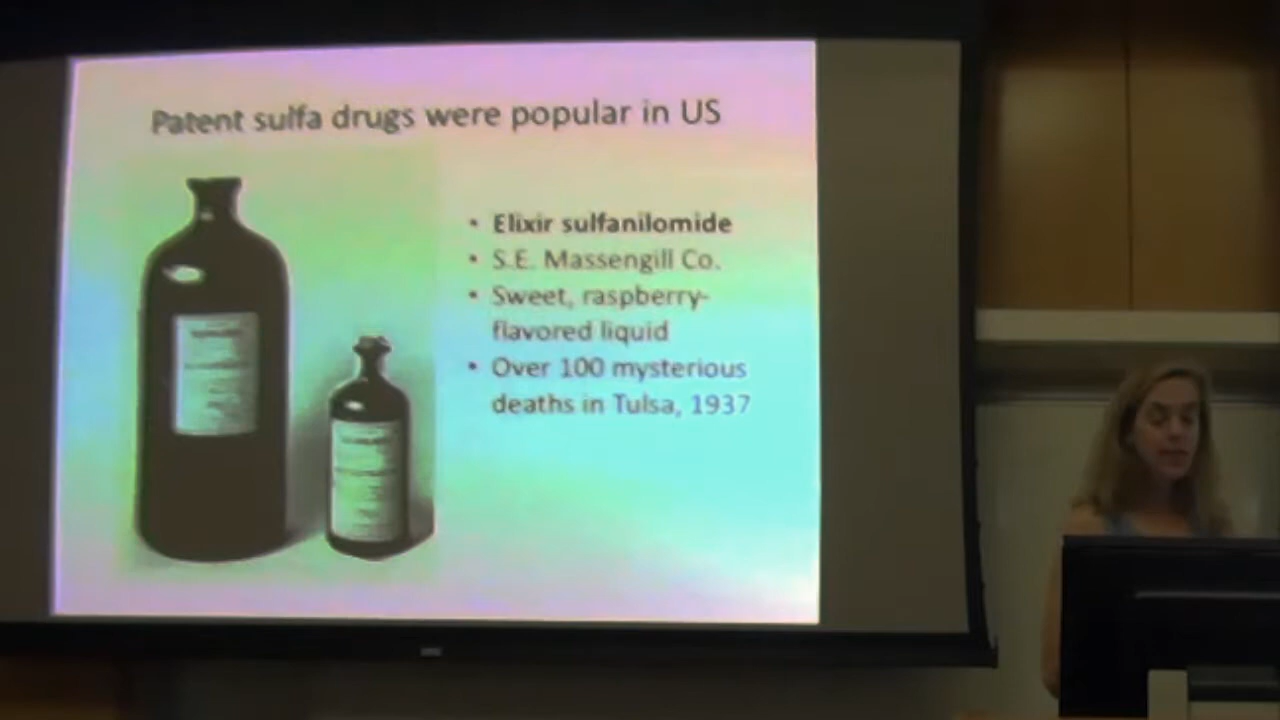 Patent sulfa drugs were popular in US
• Elixir sulfanilomide
• S.E. Massengill Co.
• Sweet, raspberry-
flavored liquid
• Over 100 mysterious
deaths in Tulsa, 1937